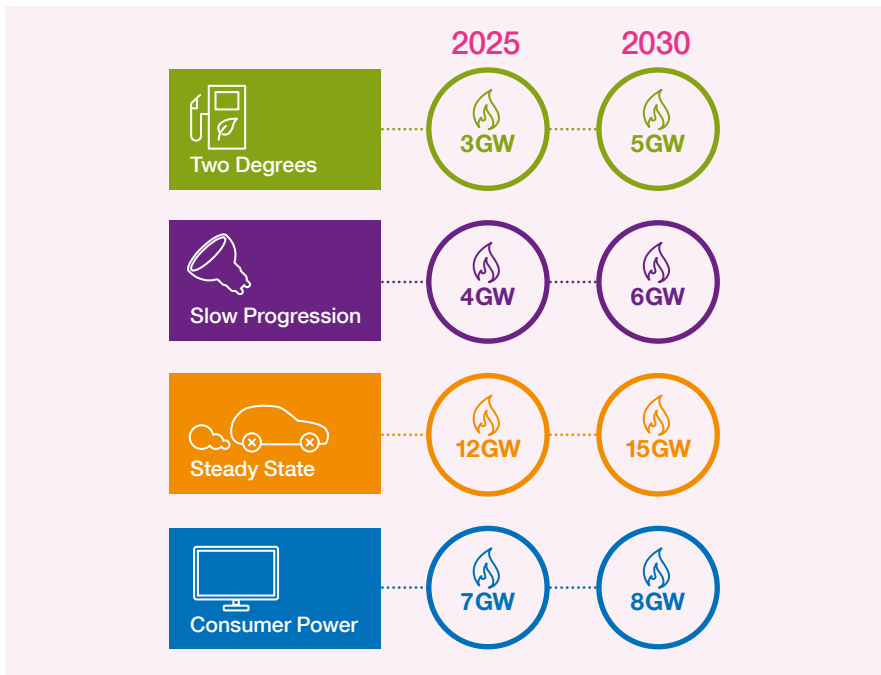 2025 2030
Two Degrees 3GW 5GW
Slow Progression 4GW 6GW
Steady State 12GW 15GW
Consumer Power 7GW 8GW